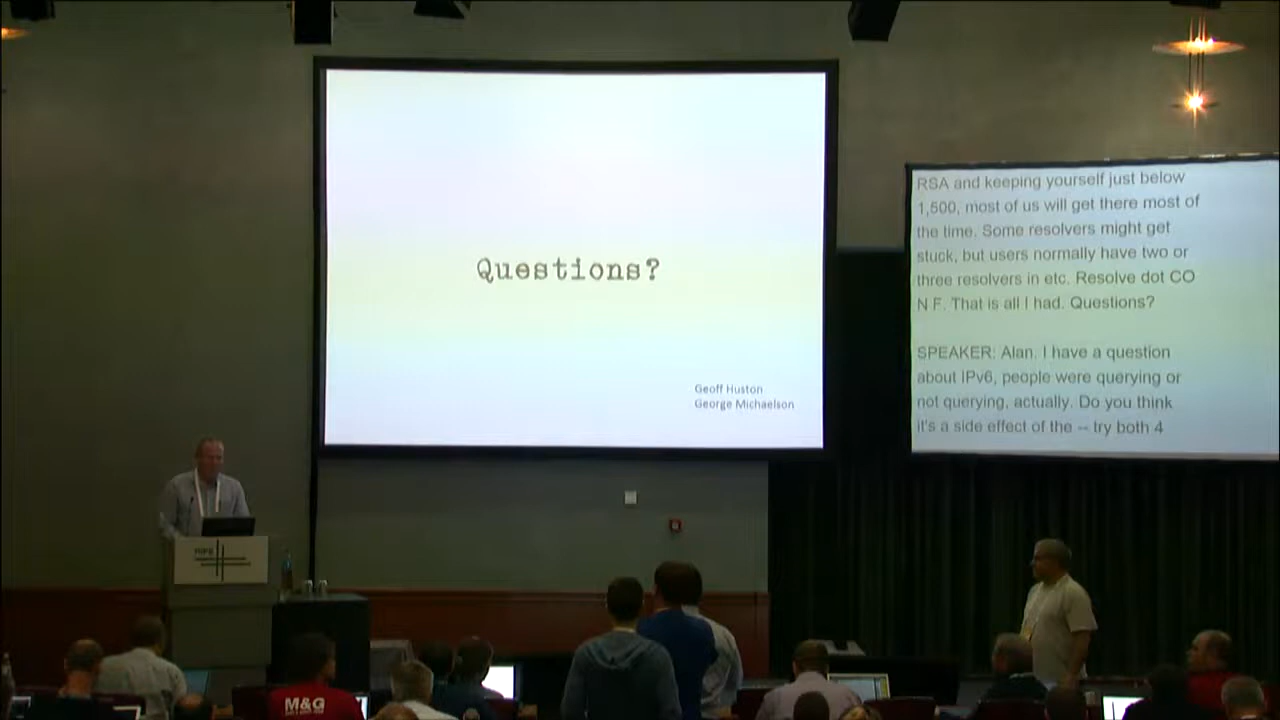 Questions?
Geoff Huston
George Michaelson
RSA and keeping yourself just below
1,500, most of us will get there most of
the time. Some resolvers might get
stuck, but users normally have two or
three resolvers in etc. Resolve dot CO
N F. That is all I had. Questions?
SPEAKER: Alan. I have a question
about IPv6, people were querying or
not querying, actually. Do you think
it's a side effect of the -- try both 4
M&G